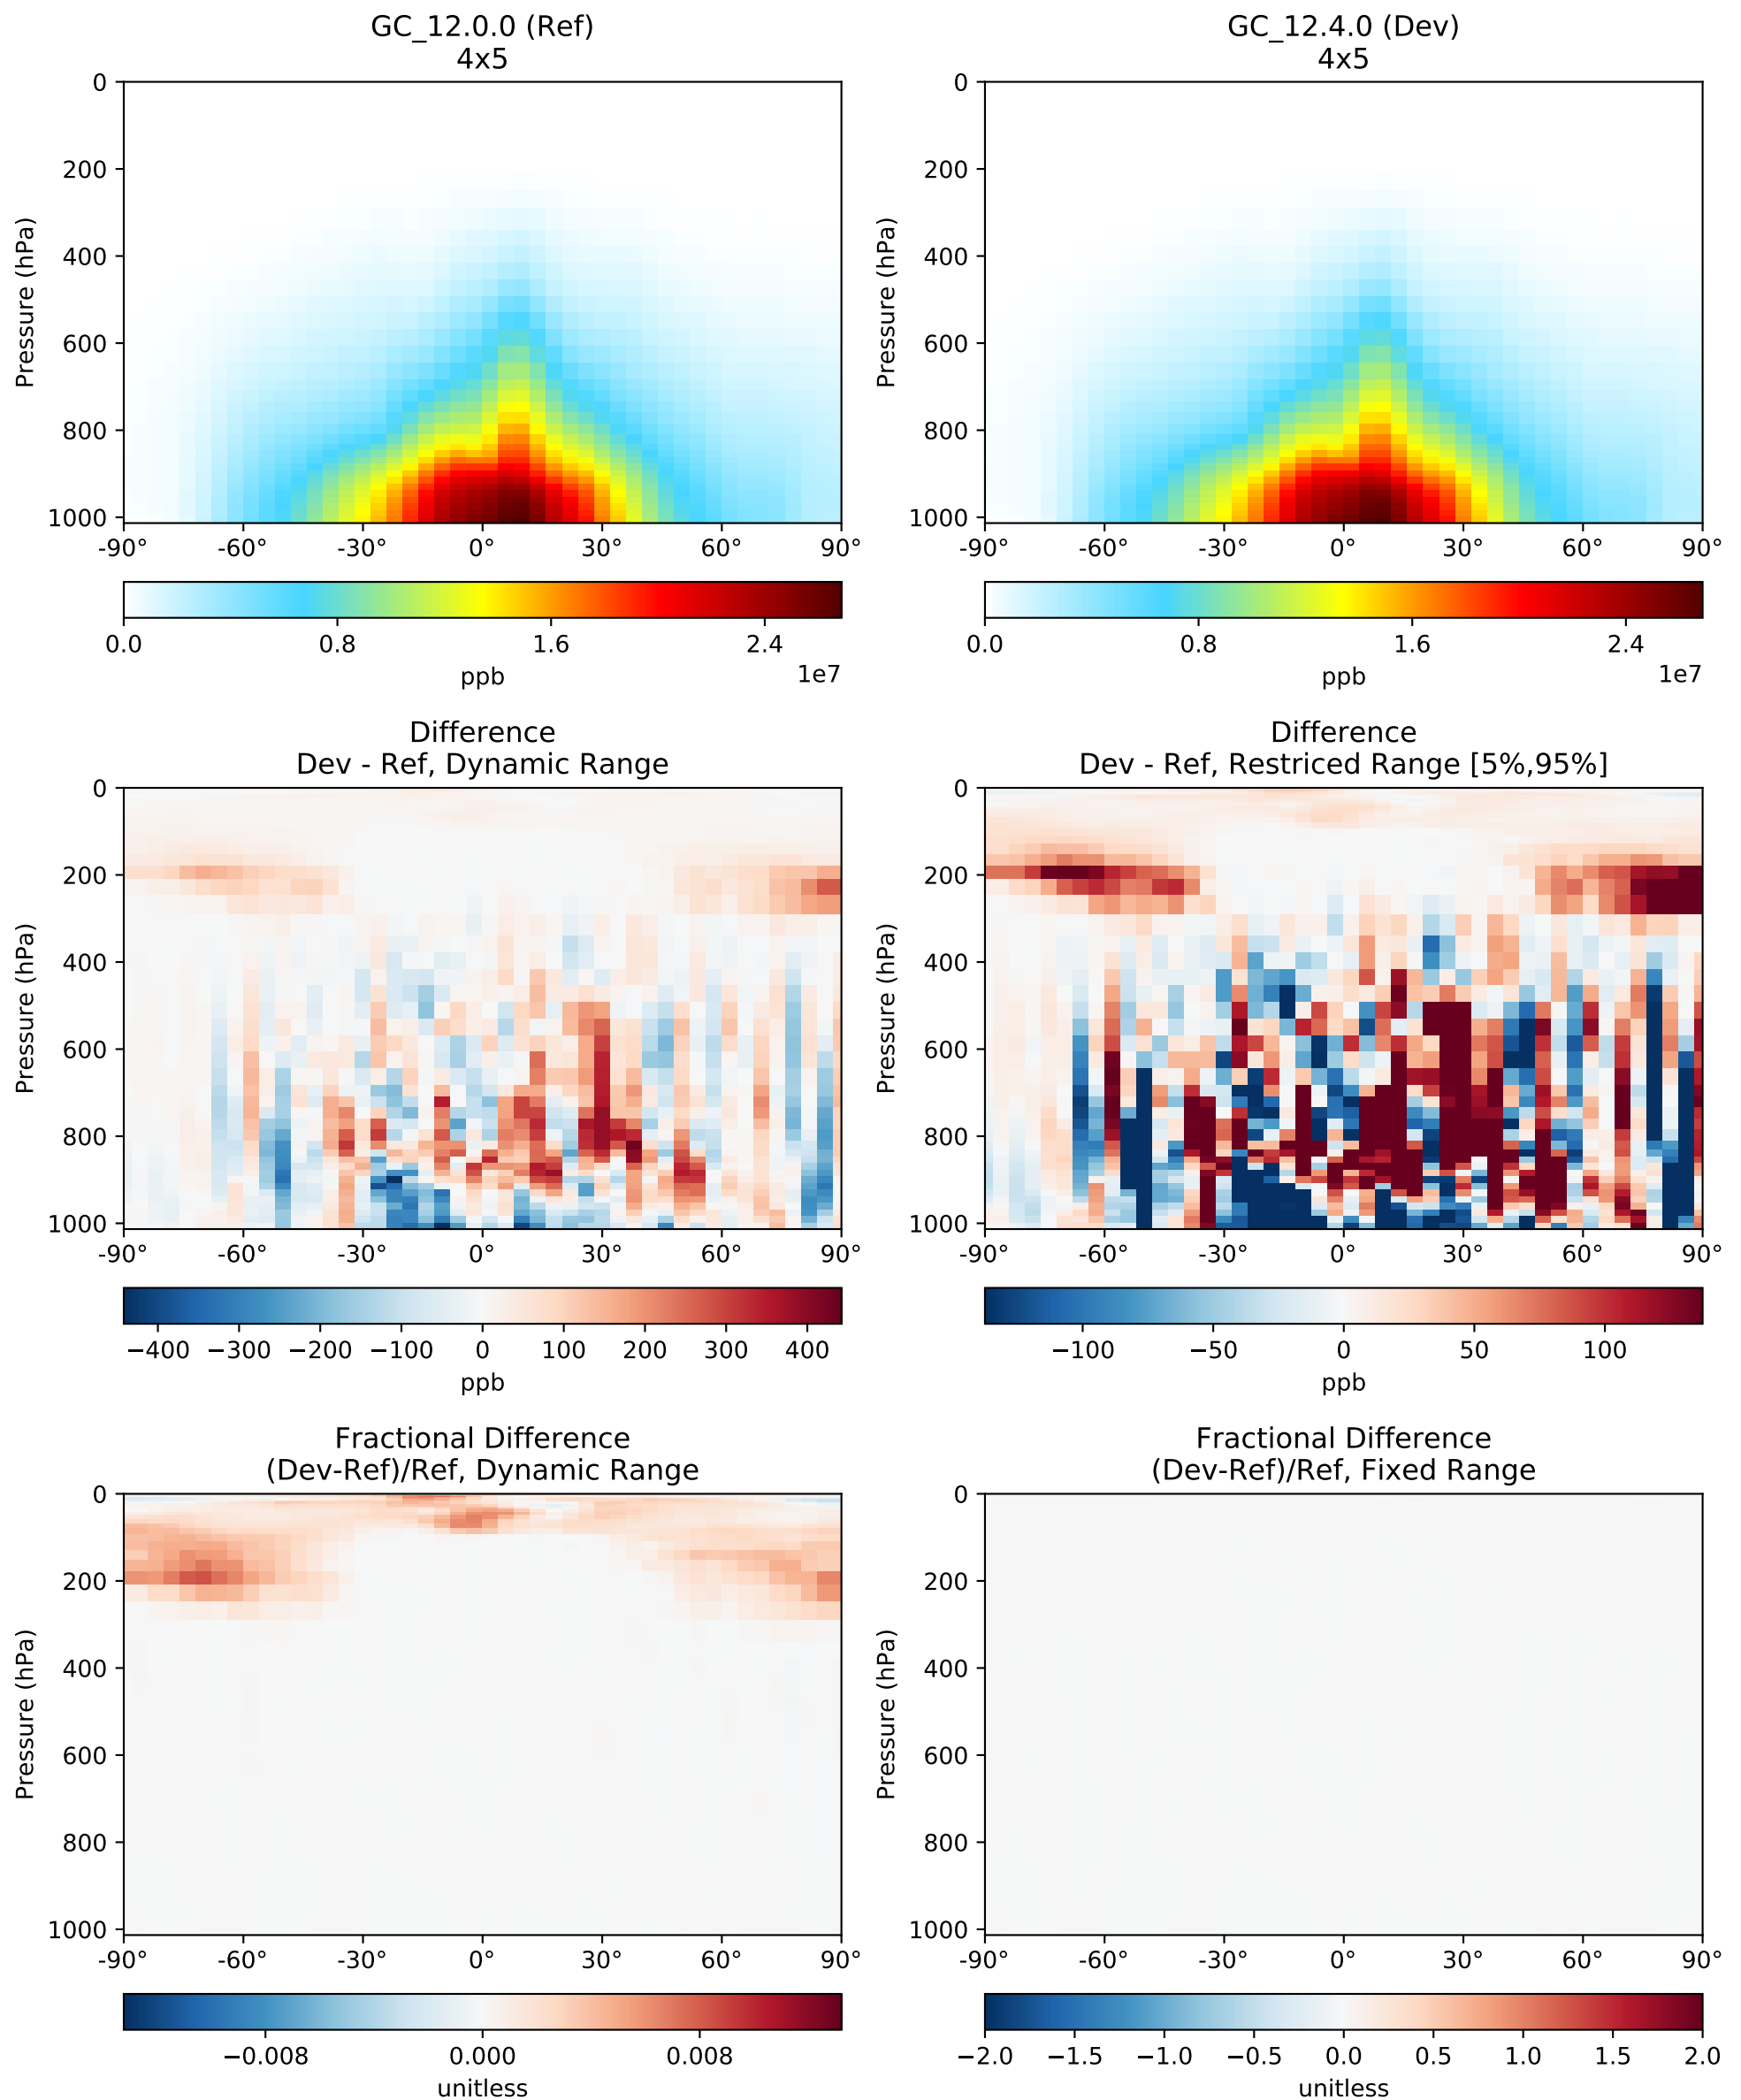 GC_12.0.0 (Ref)
4x5
GC_12.4.0 (Dev)
4x5
Pressure (hPa)
0
200
400
600
800
1000
-90° -60° -30° 0° 30° 60° 90°
0.0 0.8 1.6 2.4
1e7
ppb
Pressure (hPa)
0
200
400
600
800
1000
-90° -60° -30° 0° 30° 60° 90°
0.0 0.8 1.6 2.4
1e7
ppb
Difference
Dev - Ref, Dynamic Range
Pressure (hPa)
0
200
400
600
800
1000
-90° -60° -30° 0° 30° 60° 90°
−400 −300 −200 −100 0 100 200 300 400
ppb
Difference
Dev - Ref, Restriced Range [5%,95%]
Pressure (hPa)
0
200
400
600
800
1000
-90° -60° -30° 0° 30° 60° 90°
−100 −50 0 50 100
ppb
Fractional Difference
(Dev-Ref)/Ref, Dynamic Range
Pressure (hPa)
0
200
400
600
800
1000
-90° -60° -30° 0° 30° 60° 90°
−0.008 0.000 0.008
unitless
Fractional Difference
(Dev-Ref)/Ref, Fixed Range
Pressure (hPa)
0
200
400
600
800
1000
-90° -60° -30° 0° 30° 60° 90°
−2.0 −1.5 −1.0 −0.5 0.0 0.5 1.0 1.5 2.0
unitless